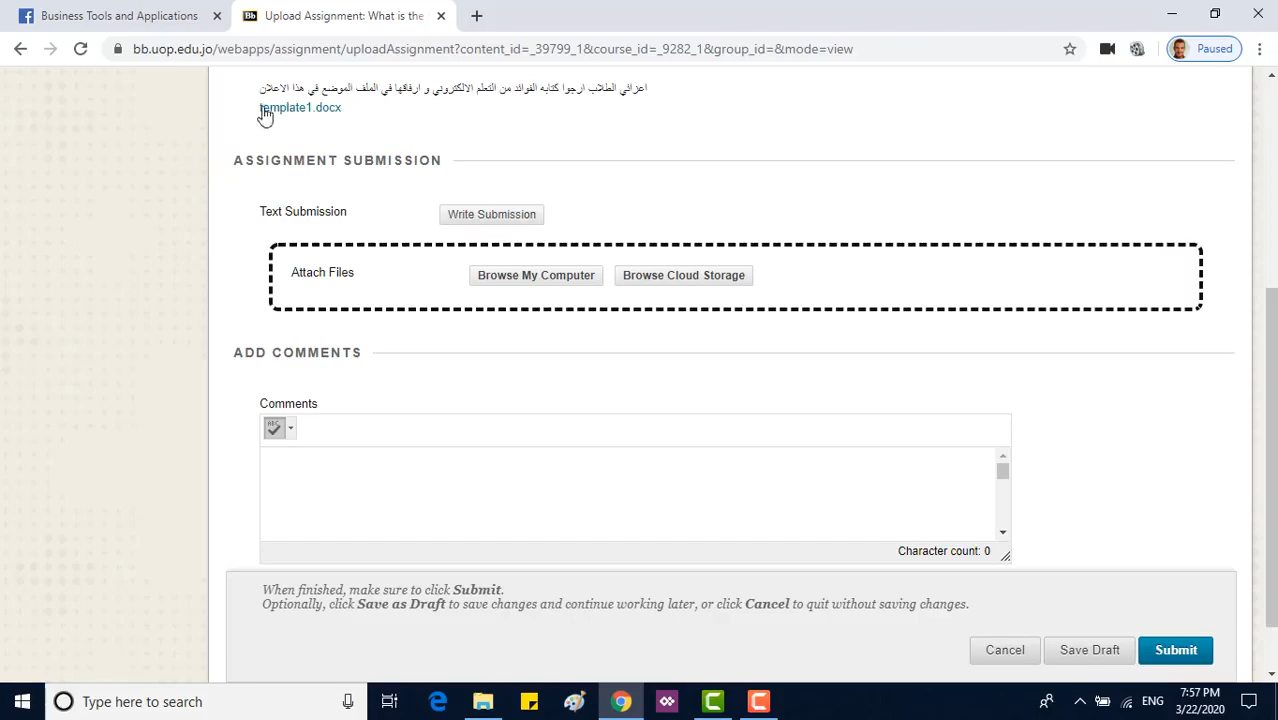 Business Tools and Applications
Bb
Upload Assignment: What is the
bb.uop.edu.jo/webapps/assignment/uploadAssignment?content_id=_39799_1&course_id=_9282_1&group_id=&mode=view
Paused
اعزائي الطلاب ارجوا كتابه الفوائد من التعلم الالكتروني و ارفاقها في الملف الموضع في هذا الاعلان
template1.docx
ASSIGNMENT SUBMISSION
Text Submission
Write Submission
Attach Files
Browse My Computer
Browse Cloud Storage
ADD COMMENTS
Comments
ABC
Character count: 0
When finished, make sure to click Submit.
Optionally, click Save as Draft to save changes and continue working later, or click Cancel to quit without saving changes.
Cancel
Save Draft
Submit
Type here to search
ENG
7:57 PM
3/22/2020